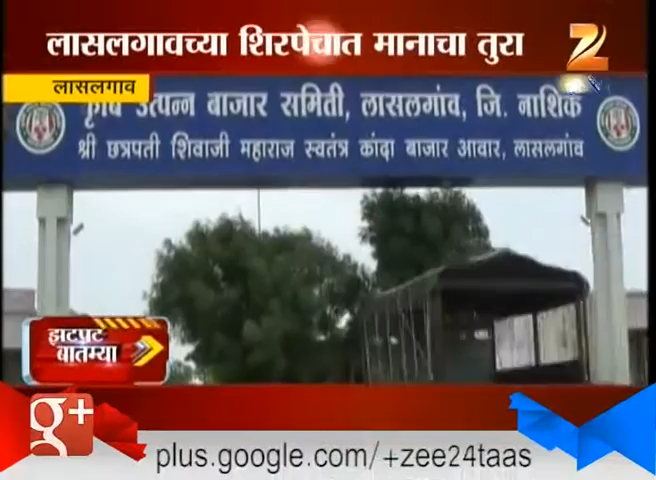 लासलगावच्या शिरपेचात मानाचा तुरा
लासलगाव
कृषि उत्पन्न बाजार समिती, लासलगांव, जि. नाशिक
श्री छत्रपती शिवाजी महाराज स्वतंत्र कांदा बाजार आवार, लासलगांव
झटपट
बातम्या
g+
plus.google.com/+zee24taas